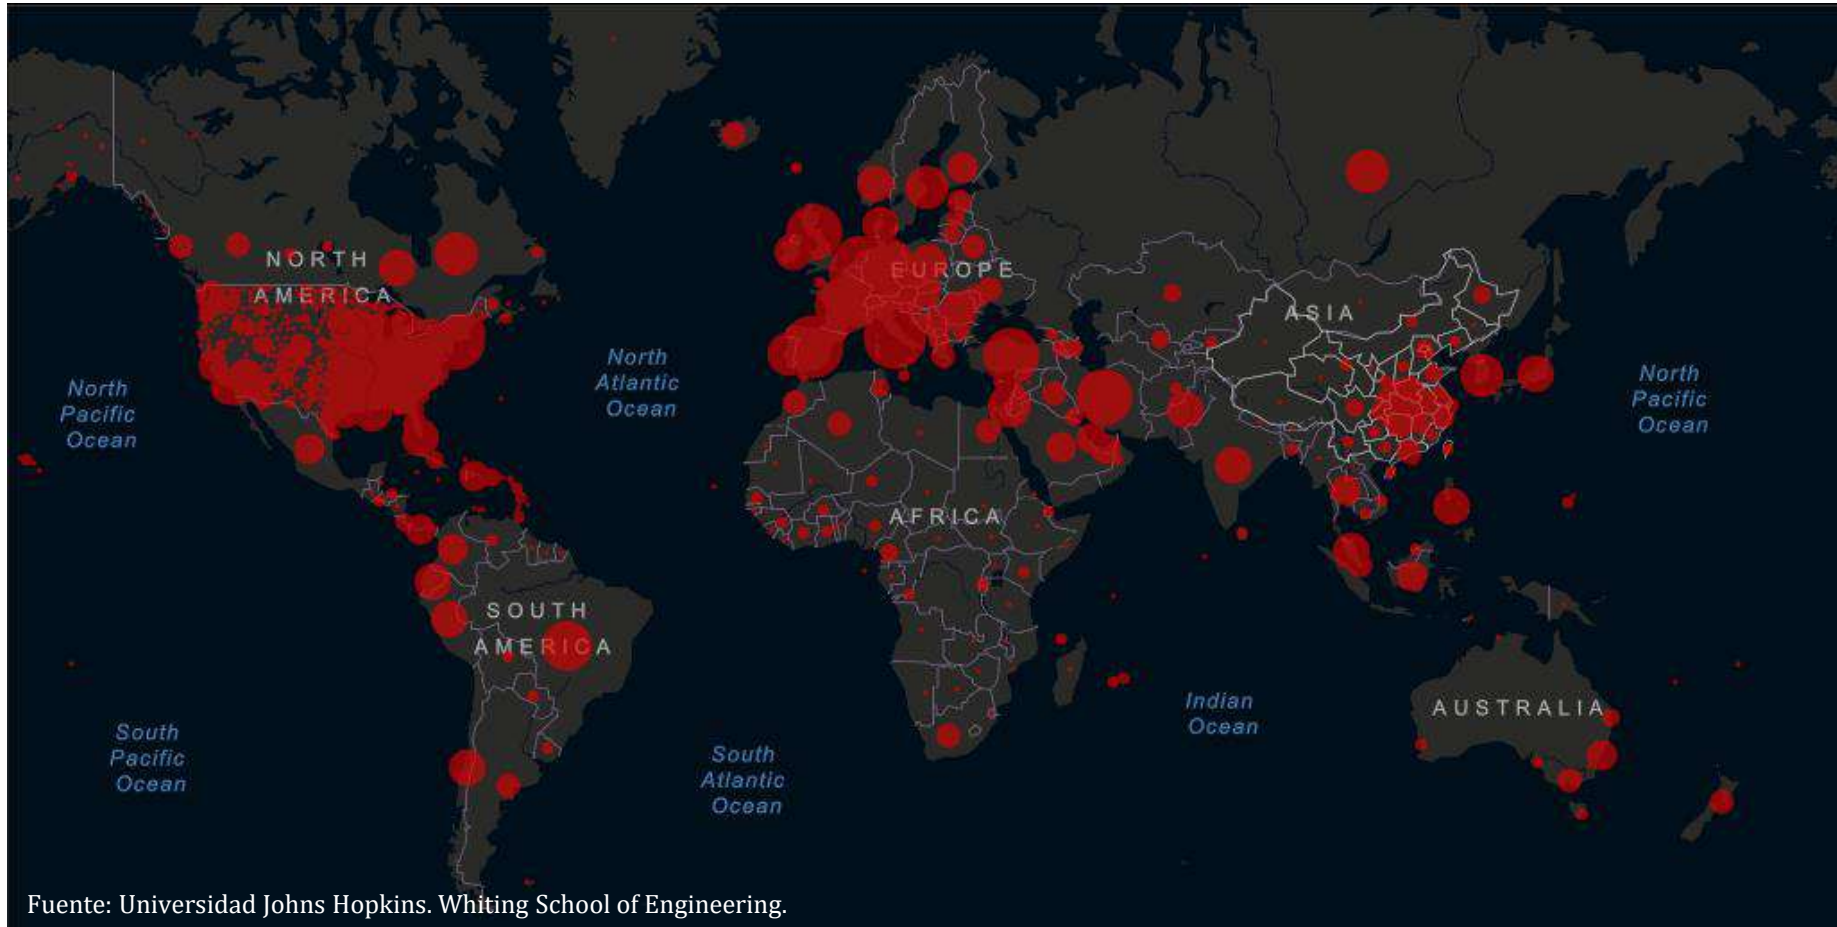 NORTH
AMERICA
EUROPE
ASIA
North
Pacific
Ocean
North
Atlantic
Ocean
North
Pacific
Ocean
AFRICA
SOUTH
AMERICA
South
Pacific
Ocean
South
Atlantic
Ocean
Indian
Ocean
AUSTRALIA
Fuente: Universidad Johns Hopkins. Whiting School of Engineering.